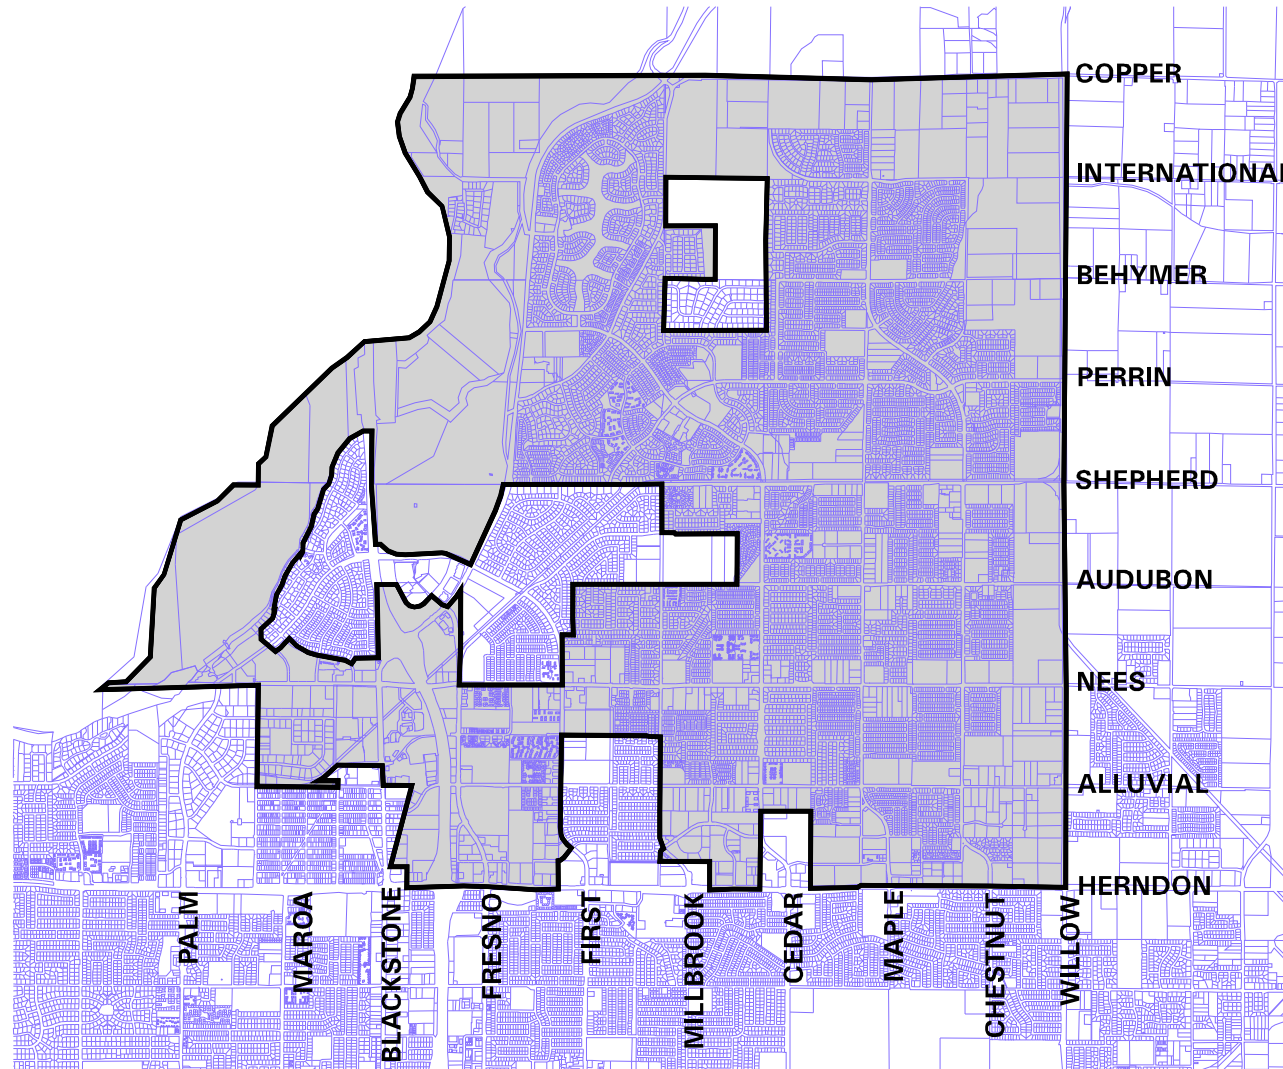 COPPER
INTERNATIONAL
BEHYMER
PERRIN
SHEPHERD
AUDUBON
NEES
ALLUVIAL
HERNDON
PALM
MAROA
BLACKSTONE
FRESNO
FIRST
MILLBROOK
CEDAR
MAPLE
CHESTNUT
WILLOW